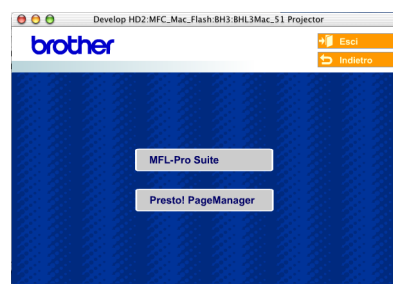 Develop HD2:MFC_Mac_Flash:BH3:BHL3Mac_51 Projector
brother
Esci
Indietro
MFL-Pro Suite
Presto! PageManager